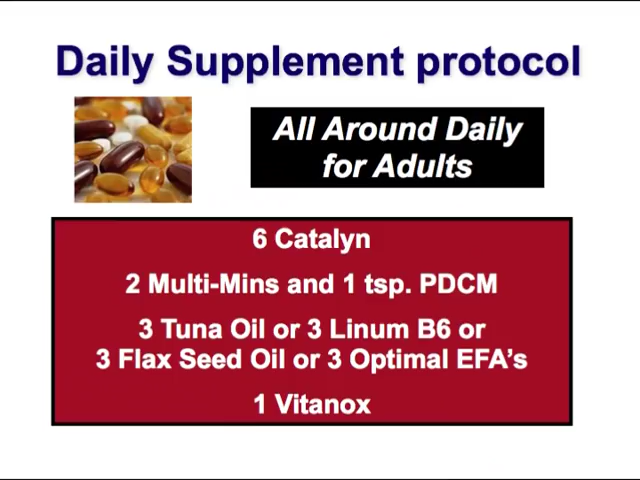 Daily Supplement protocol
All Around Daily
for Adults
6 Catalyn
2 Multi-Mins and 1 tsp. PDCM
3 Tuna Oil or 3 Linum B6 or
3 Flax Seed Oil or 3 Optimal EFA's
1 Vitanox